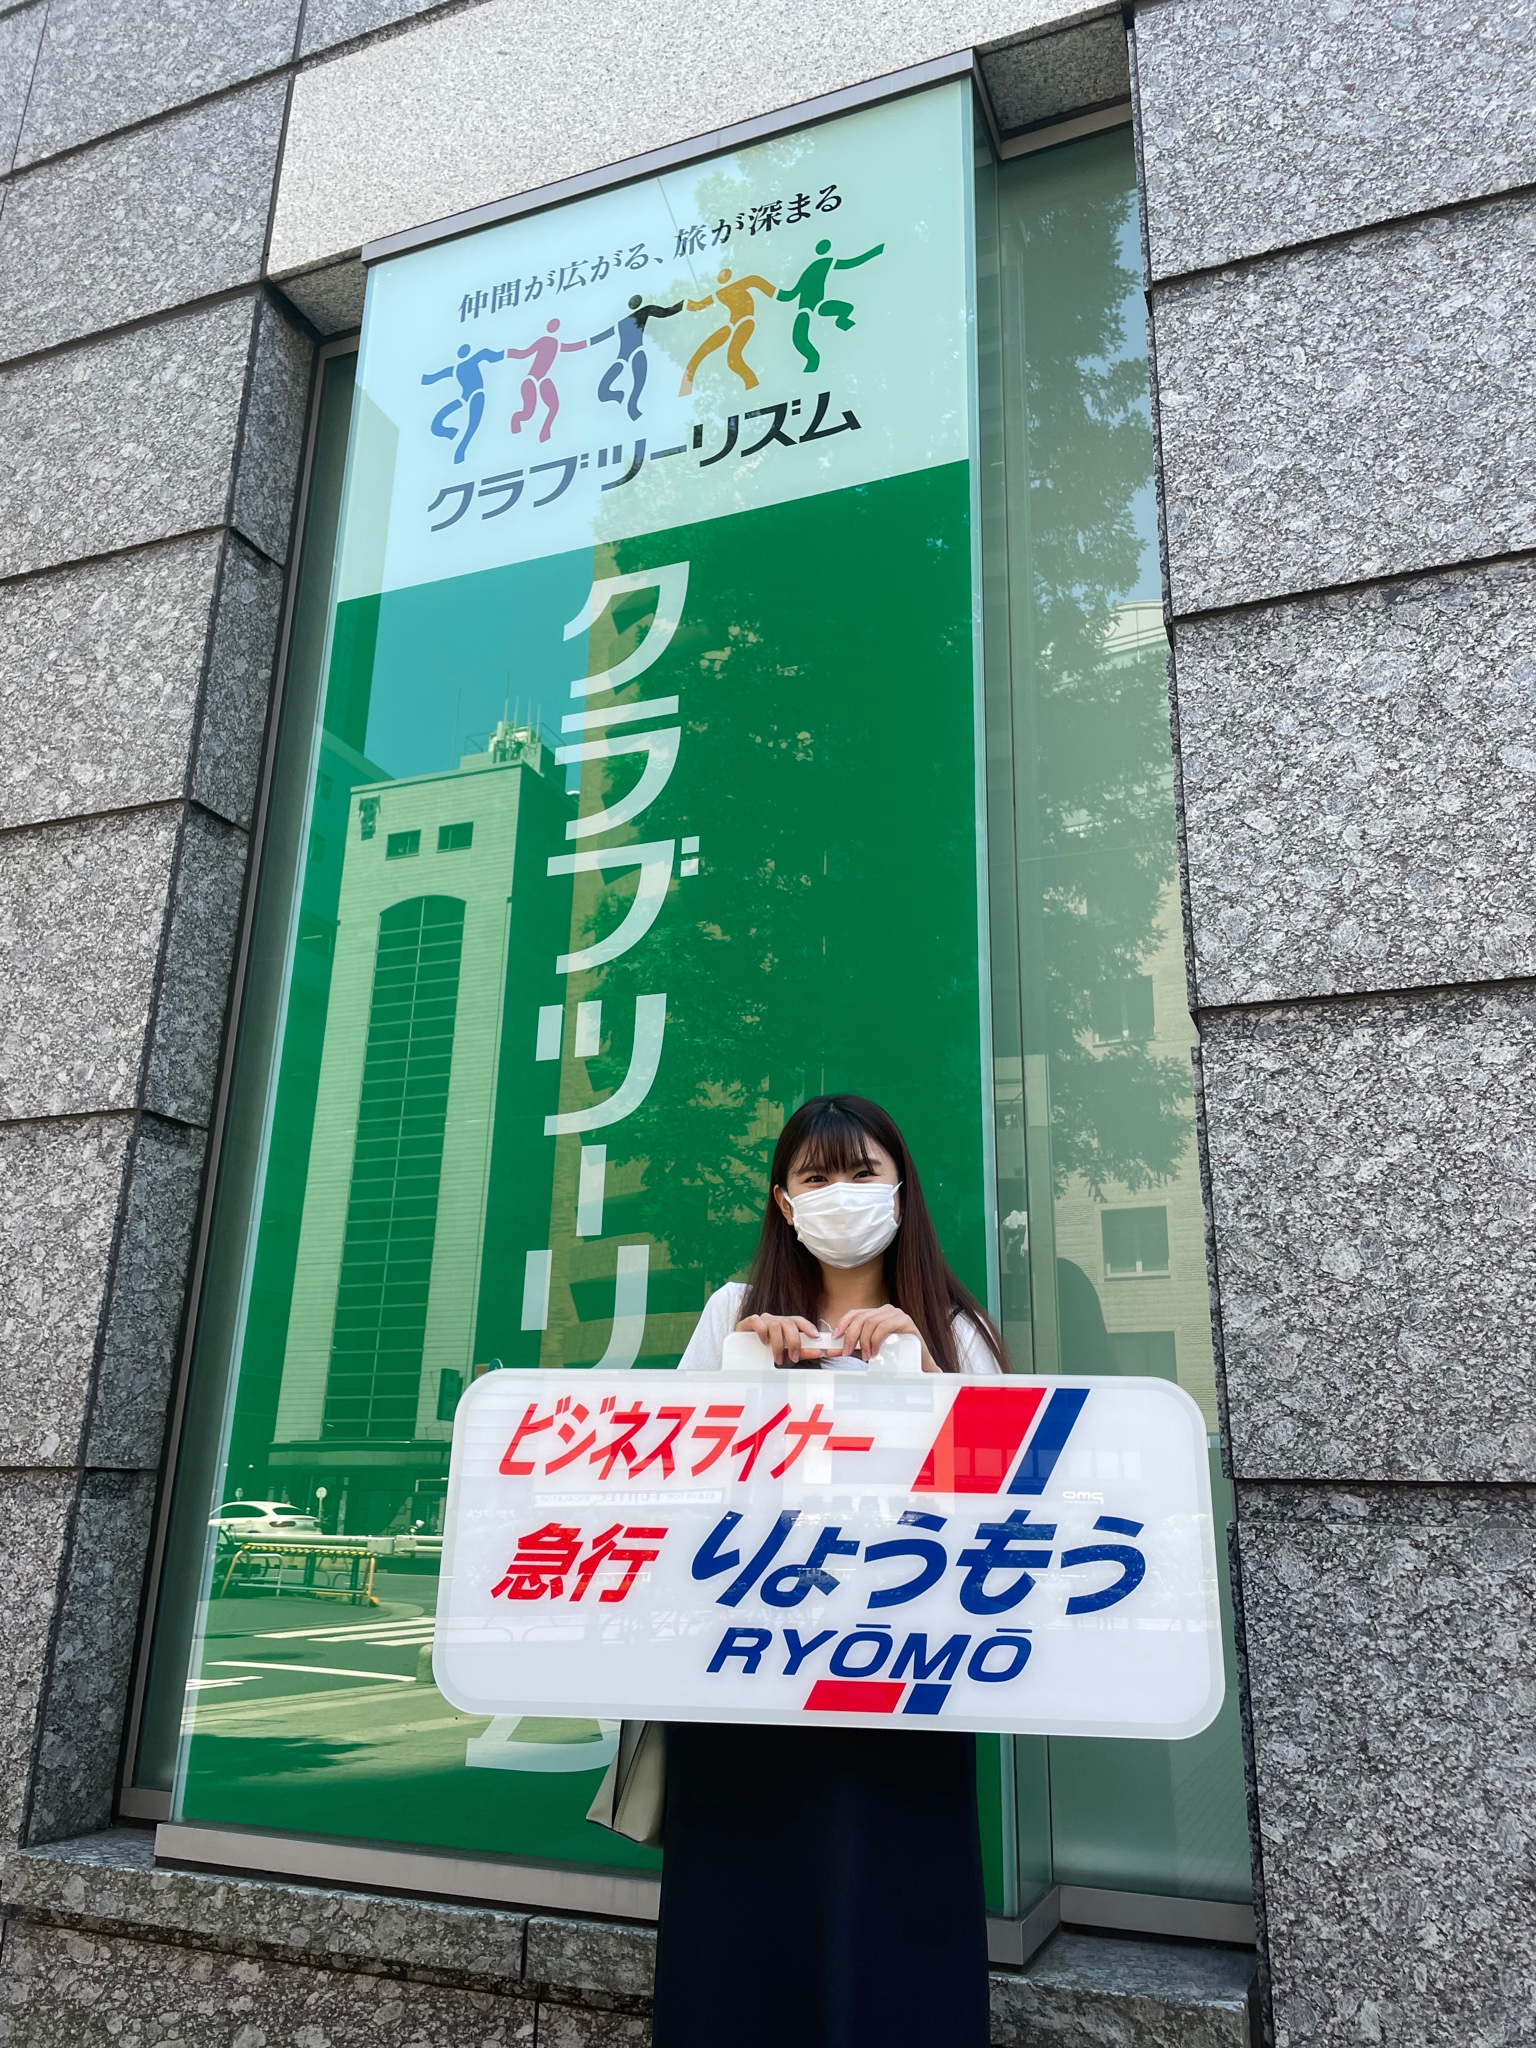 仲間が広がる、旅が深まる
クラブツーリズム
クラブツーリ
ム
ビジネスライナー
急行 りょうもう
RYŌMŌ